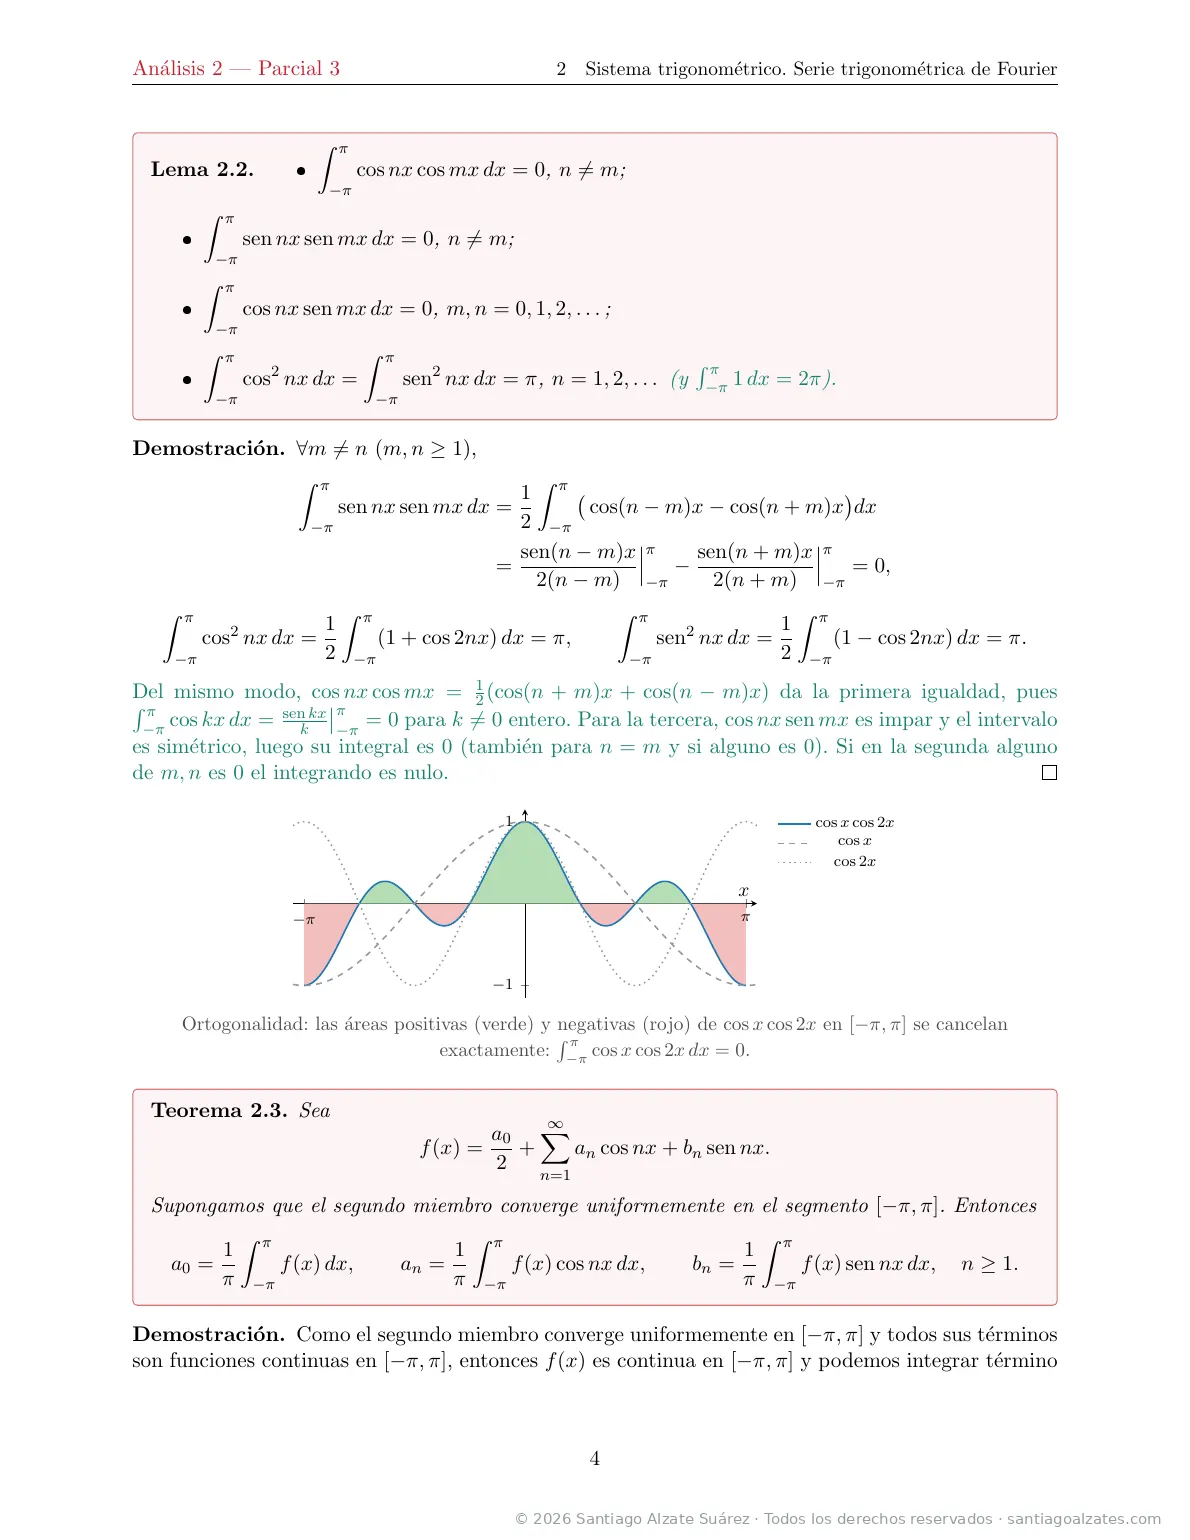 Análisis 2 — Parcial 3
2 Sistema trigonométrico. Serie trigonométrica de Fourier
Lema 2.2. • ∫_{−π}^{π} cos nx cos mx dx = 0, n ≠ m;
• ∫_{−π}^{π} sen nx sen mx dx = 0, n ≠ m;
• ∫_{−π}^{π} cos nx sen mx dx = 0, m, n = 0, 1, 2, . . . ;
• ∫_{−π}^{π} cos² nx dx = ∫_{−π}^{π} sen² nx dx = π, n = 1, 2, . . . (y ∫_{−π}^{π} 1 dx = 2π).
Demostración. ∀m ≠ n (m, n ≥ 1),
∫_{−π}^{π} sen nx sen mx dx = 1/2 ∫_{−π}^{π} (cos(n − m)x − cos(n + m)x)dx
= sen(n − m)x / 2(n − m) |_{−π}^{π} − sen(n + m)x / 2(n + m) |_{−π}^{π} = 0,
∫_{−π}^{π} cos² nx dx = 1/2 ∫_{−π}^{π} (1 + cos 2nx) dx = π, ∫_{−π}^{π} sen² nx dx = 1/2 ∫_{−π}^{π} (1 − cos 2nx) dx = π.
Del mismo modo, cos nx cos mx = 1/2 (cos(n + m)x + cos(n − m)x) da la primera igualdad, pues
∫_{−π}^{π} cos kx dx = sen kx / k |_{−π}^{π} = 0 para k ≠ 0 entero. Para la tercera, cos nx sen mx es impar y el intervalo
es simétrico, luego su integral es 0 (también para n = m y si alguno es 0). Si en la segunda alguno
de m, n es 0 el integrando es nulo. □
1
cos x cos 2x
cos x
cos 2x
x
−π
π
−1
Ortogonalidad: las áreas positivas (verde) y negativas (rojo) de cos x cos 2x en [−π, π] se cancelan
exactamente: ∫_{−π}^{π} cos x cos 2x dx = 0.
Teorema 2.3. Sea
f(x) = a₀/2 + ∑_{n=1}^{∞} aₙ cos nx + bₙ sen nx.
Supongamos que el segundo miembro converge uniformemente en el segmento [−π, π]. Entonces
a₀ = 1/π ∫_{−π}^{π} f(x) dx, aₙ = 1/π ∫_{−π}^{π} f(x) cos nx dx, bₙ = 1/π ∫_{−π}^{π} f(x) sen nx dx, n ≥ 1.
Demostración. Como el segundo miembro converge uniformemente en [−π, π] y todos sus términos
son funciones continuas en [−π, π], entonces f(x) es continua en [−π, π] y podemos integrar término
4
© 2026 Santiago Alzate Suárez · Todos los derechos reservados · santiagoalzates.com